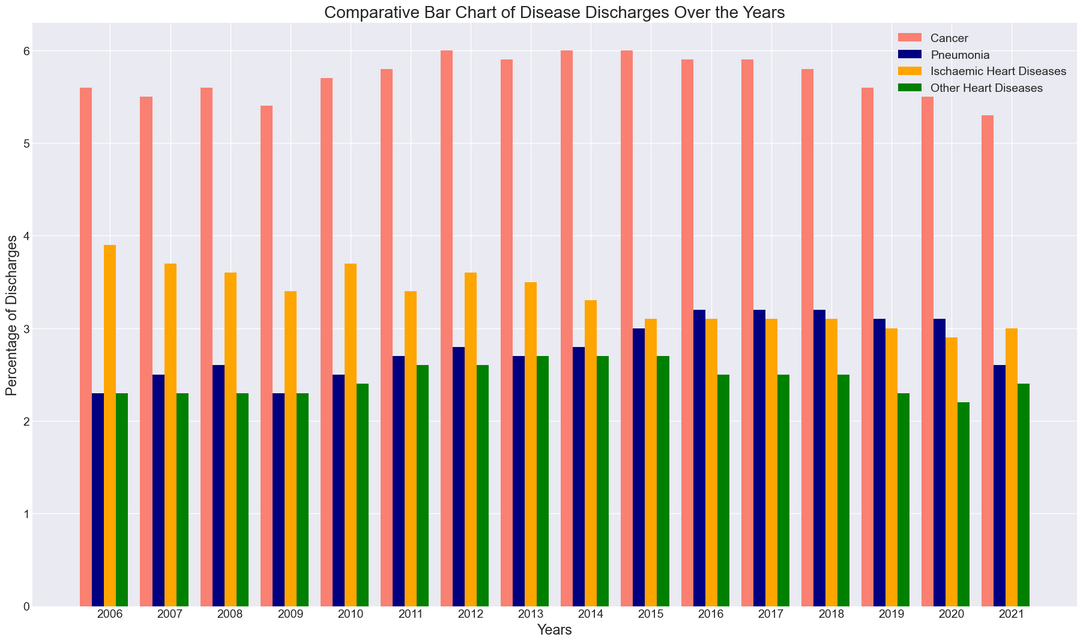 Comparative Bar Chart of Disease Discharges Over the Years
Cancer
Pneumonia
Ischaemic Heart Diseases
Other Heart Diseases
Percentage of Discharges
6
5
4
3
2
1
0
2006 2007 2008 2009 2010 2011 2012 2013 2014 2015 2016 2017 2018 2019 2020 2021
Years